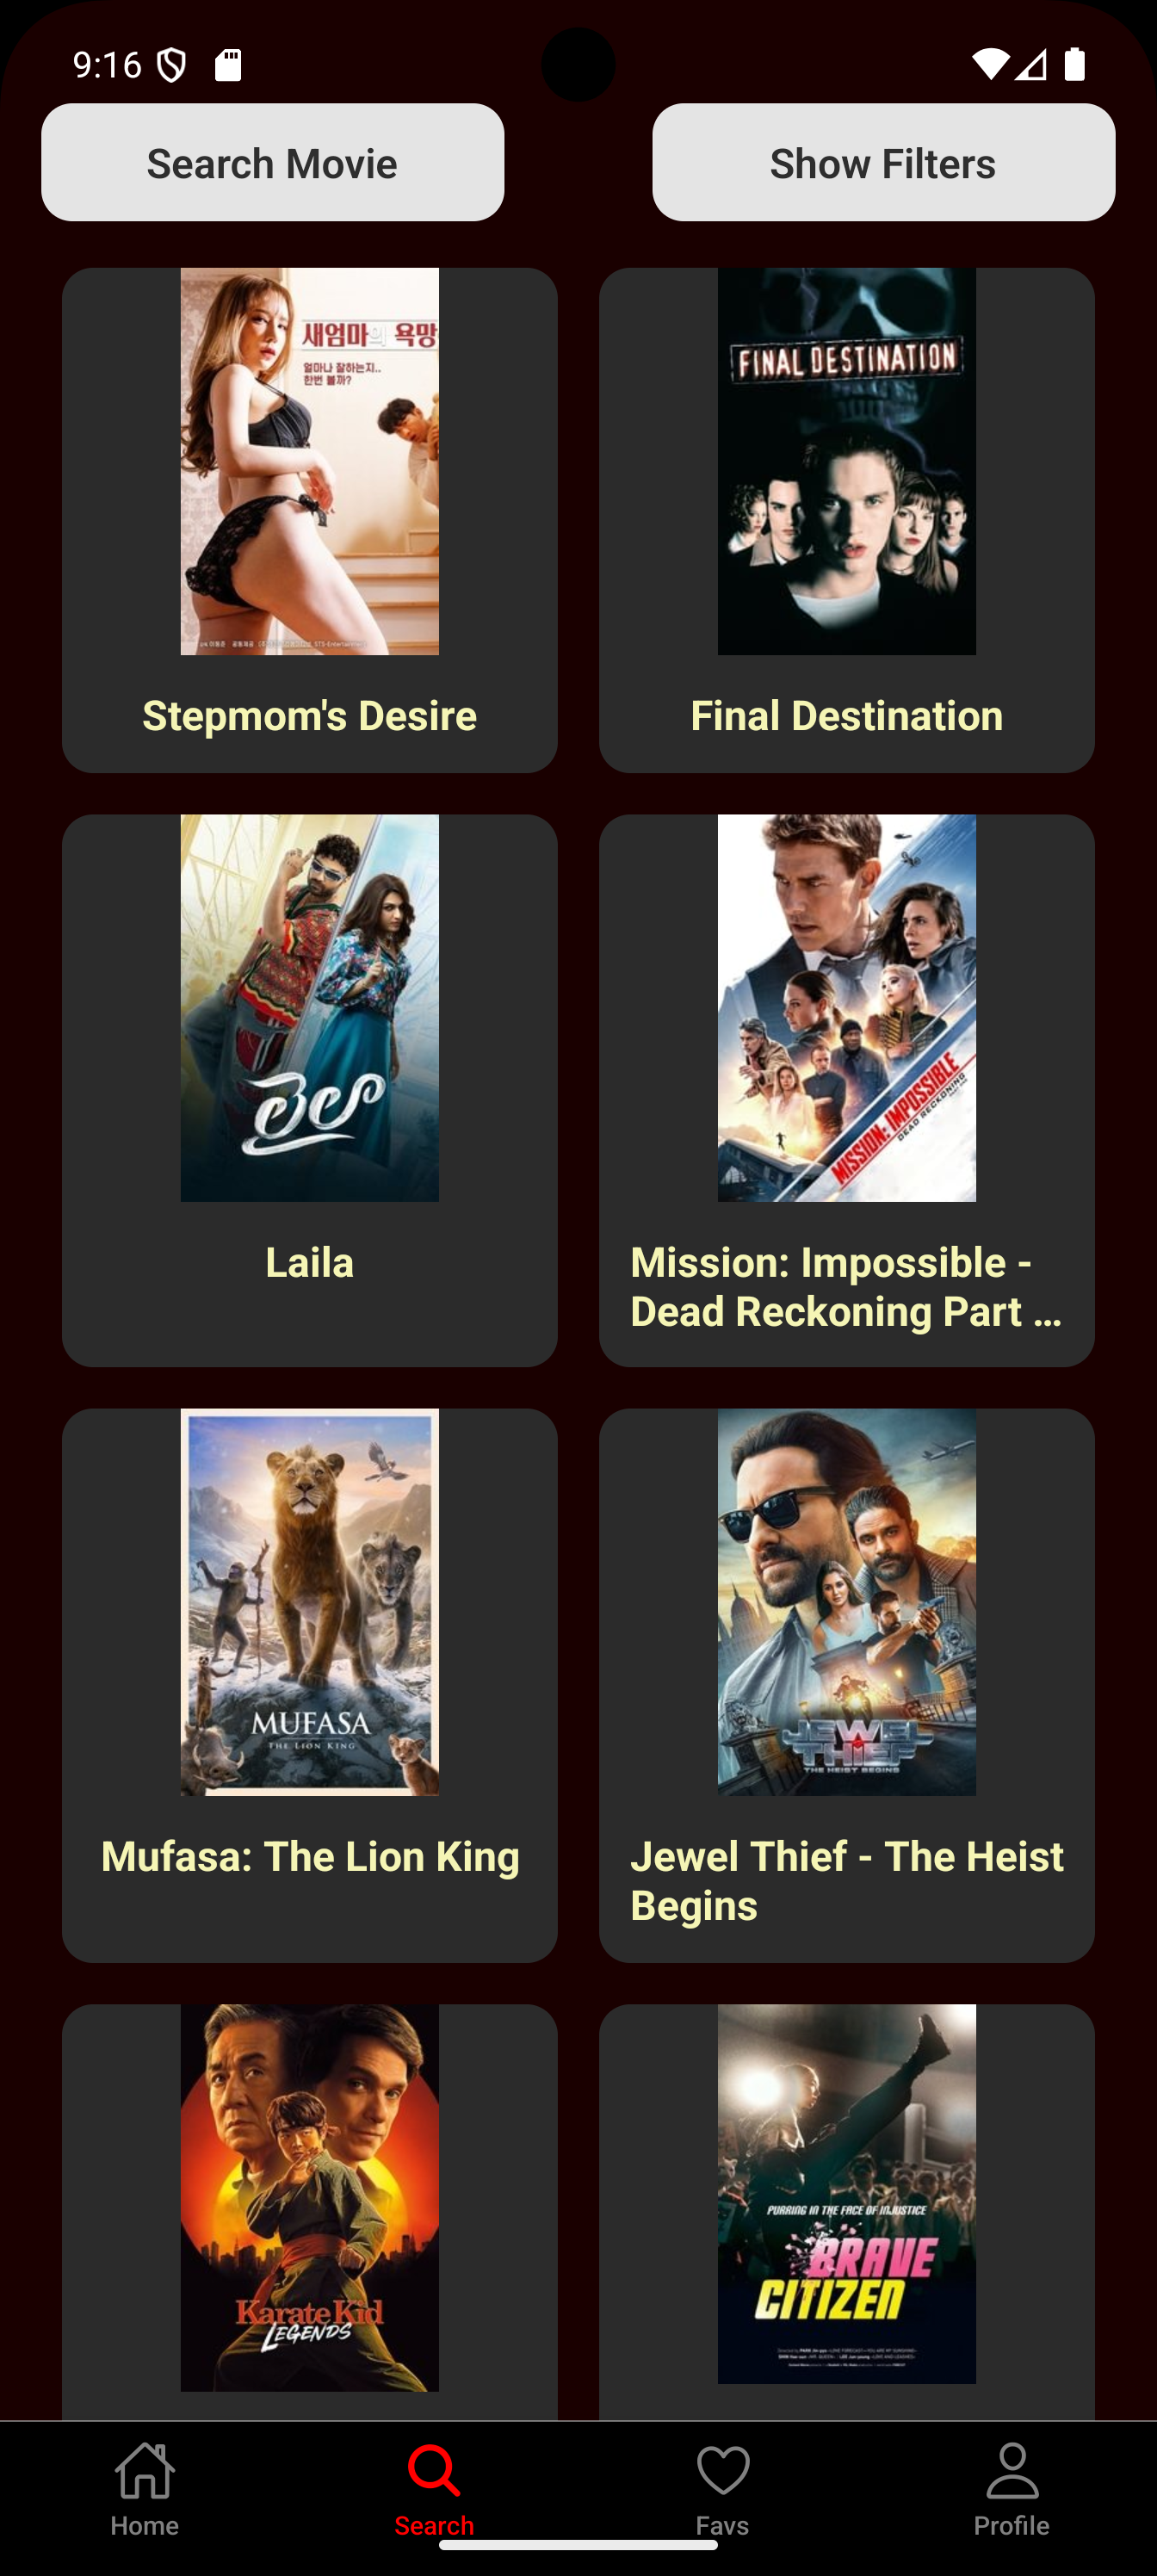 9:16
Search Movie
Show Filters
새엄마의 욕망
얼마나 잘하는지..
한번 볼까?
Stepmom's Desire
FINAL DESTINATION
Final Destination
లైలా
Laila
MISSION: IMPOSSIBLE
DEAD RECKONING
Mission: Impossible -
Dead Reckoning Part ...
MUFASA
THE LION KING
Mufasa: The Lion King
JEWEL
THIEF
THE HEIST BEGINS
Jewel Thief - The Heist
Begins
Karate Kid
LEGENDS
PURRING IN THE FACE OF INJUSTICE
BRAVE
CITIZEN
Home
Search
Favs
Profile